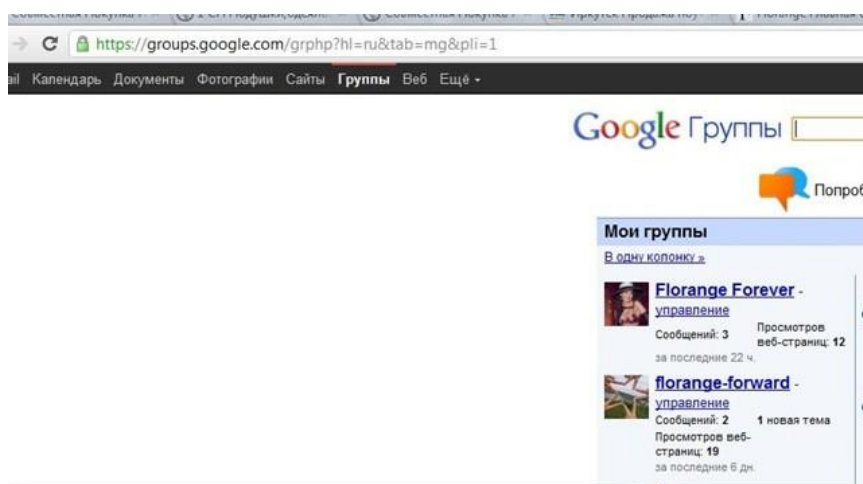 https://groups.google.com/grphp?hl=ru&tab=mg&pli=1
Календарь Документы Фотографии Сайты Группы Веб Ещё
Google Группы
Попроб
Мои группы
В одну колонку »
Florange Forever -
управление
Сообщений: 3 Просмотров веб-страниц: 12
за последние 22 ч.
florange-forward -
управление
Сообщений: 2 1 новая тема
Просмотров веб-
страниц: 19
за последние 6 дн.